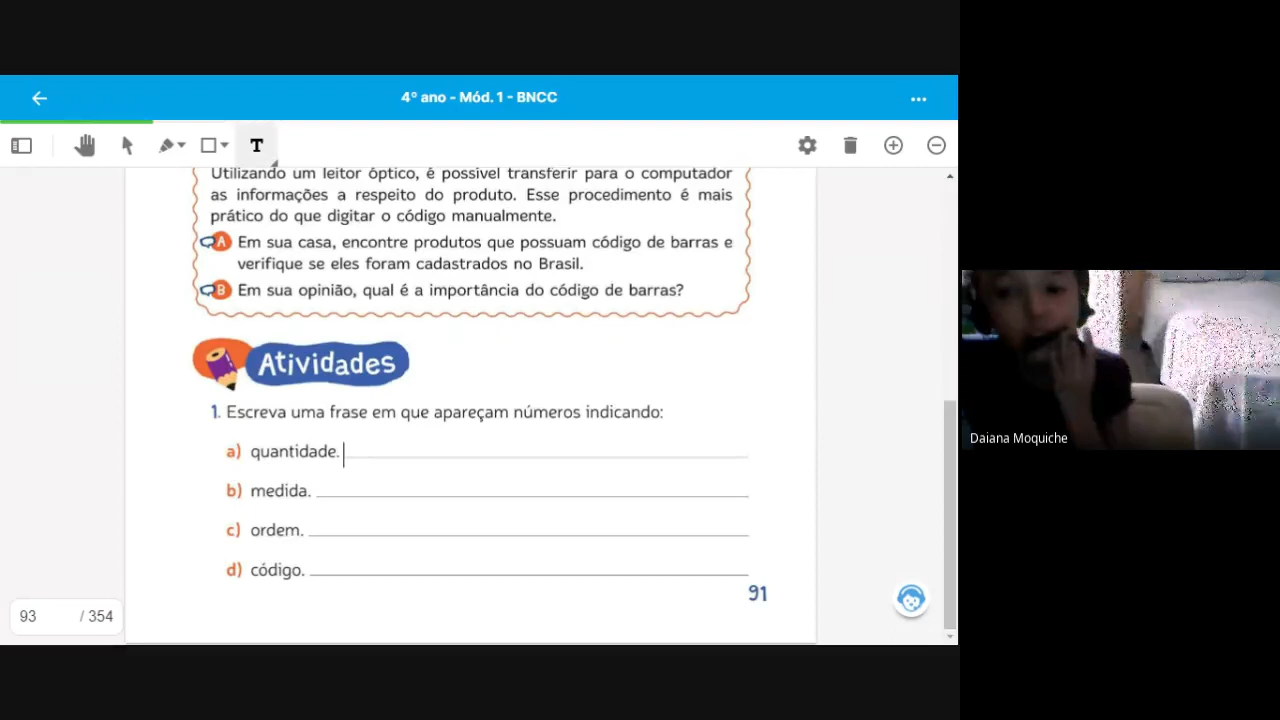 4º ano - Mód. 1 - BNCC
T
Utilizando um leitor óptico, é possível transferir para o computador
as informações a respeito do produto. Esse procedimento é mais
prático do que digitar o código manualmente.
A Em sua casa, encontre produtos que possuam código de barras e
verifique se eles foram cadastrados no Brasil.
B Em sua opinião, qual é a importância do código de barras?
Atividades
1. Escreva uma frase em que apareçam números indicando:
a) quantidade.
b) medida.
c) ordem.
d) código.
91
93 / 354
Daiana Moquiche